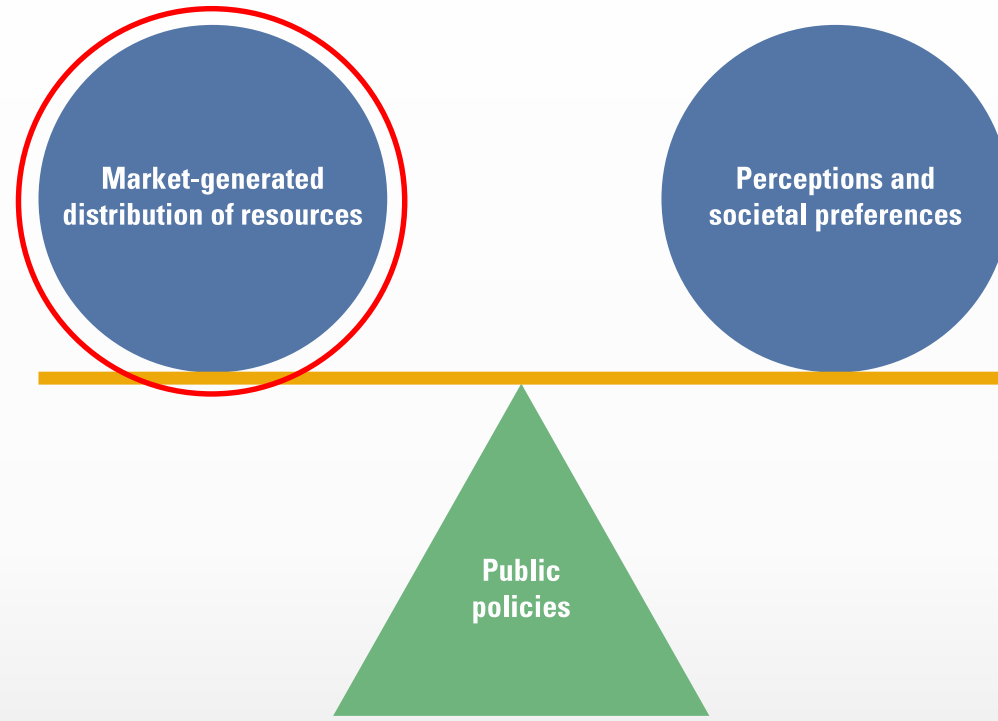 Market-generated
distribution of resources
Perceptions and
societal preferences
Public
policies